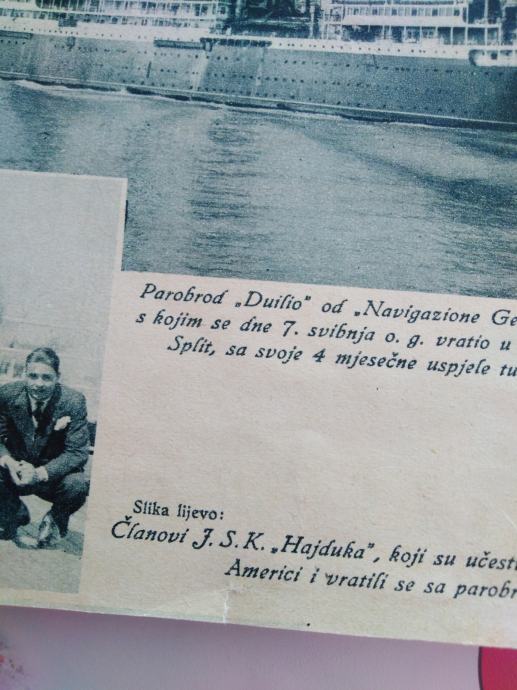 Parobrod „Duilio" od „Navigazione Ge
s kojim se dne 7. svibnja o. g. vratio u
Split, sa svoje 4 mjesečne uspjele tu
Slika lijevo:
Članovi J. S. K. „Hajduka", koji su učesti
Americi i vratili se sa parobr